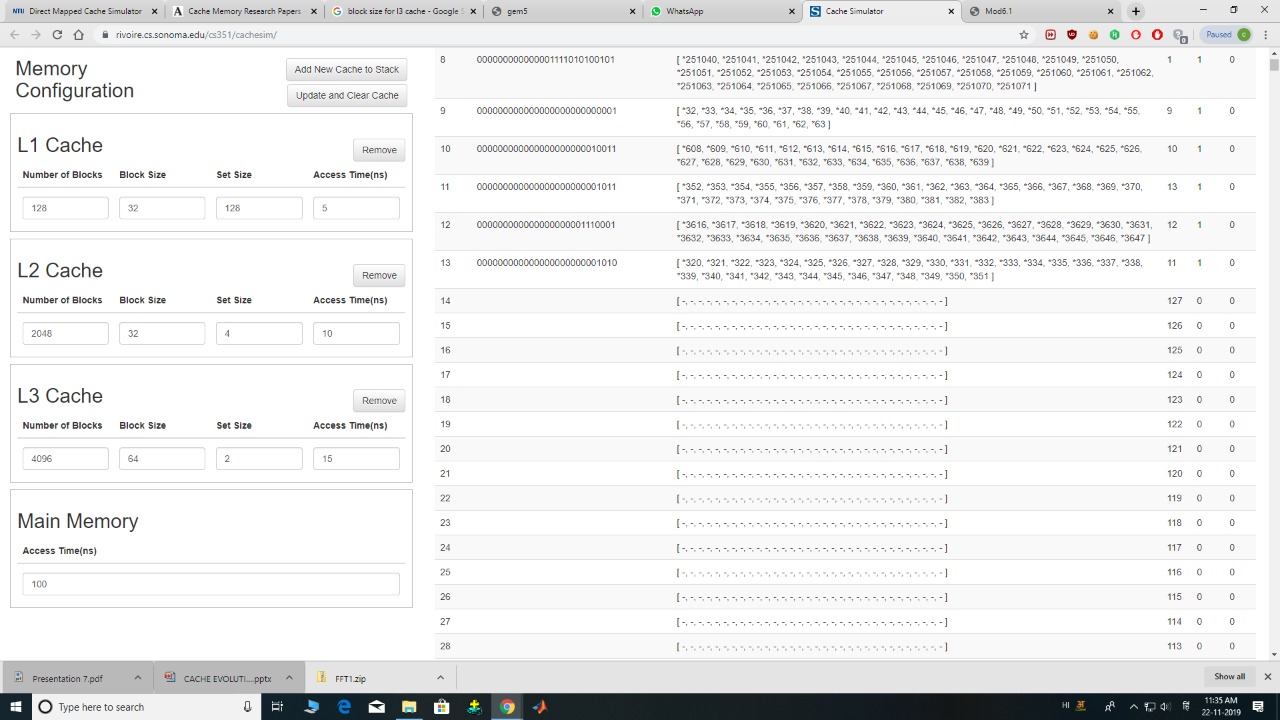 Direct Mapped Cache Simulator
Cache Memory Research Papers
block size for l3 cache - Google S
gem5
WhatsApp
Cache Simulator
Mod6.1
rivoire.cs.sonoma.edu/cs351/cachesim/
Paused
Memory
Configuration
Add New Cache to Stack
Update and Clear Cache
L1 Cache
Remove
Number of Blocks Block Size Set Size Access Time(ns)
128 32 128 5
L2 Cache
Remove
Number of Blocks Block Size Set Size Access Time(ns)
2048 32 4 10
L3 Cache
Remove
Number of Blocks Block Size Set Size Access Time(ns)
4096 64 2 15
Main Memory
Access Time(ns)
100
[ *251040, *251041, *251042, *251043, *251044, *251045, *251046, *251047, *251048, *251049, *251050,
8 1 1 0
*251051, *251052, *251053, *251054, *251055, *251056, *251057, *251058, *251059, *251060, *251061, *251062,
*251063, *251064, *251065, *251066, *251067, *251068, *251069, *251070, *251071 ]
9 [ *32, *33, *34, *35, *36, *37, *38, *39, *40, *41, *42, *43, *44, *45, *46, *47, *48, *49, *50, *51, *52, *53, *54, *55, 9 1 0
*56, *57, *58, *59, *60, *61, *62, *63 ]
10 [ *608, *609, *610, *611, *612, *613, *614, *615, *616, *617, *618, *619, *620, *621, *622, *623, *624, *625, *626, 10 1 0
*627, *628, *629, *630, *631, *632, *633, *634, *635, *636, *637, *638, *639 ]
11 [ *352, *353, *354, *355, *356, *357, *358, *359, *360, *361, *362, *363, *364, *365, *366, *367, *368, *369, *370, 13 1 0
*371, *372, *373, *374, *375, *376, *377, *378, *379, *380, *381, *382, *383 ]
12 [ *3616, *3617, *3618, *3619, *3620, *3621, *3622, *3623, *3624, *3625, *3626, *3627, *3628, *3629, *3630, *3631, 12 1 0
*3632, *3633, *3634, *3635, *3636, *3637, *3638, *3639, *3640, *3641, *3642, *3643, *3644, *3645, *3646, *3647 ]
13 [ *320, *321, *322, *323, *324, *325, *326, *327, *328, *329, *330, *331, *332, *333, *334, *335, *336, *337, *338, 11 1 0
*339, *340, *341, *342, *343, *344, *345, *346, *347, *348, *349, *350, *351 ]
14 127 0 0
15 126 0 0
16 125 0 0
17 124 0 0
18 123 0 0
19 122 0 0
20 121 0 0
21 120 0 0
22 119 0 0
23 118 0 0
24 117 0 0
25 116 0 0
26 115 0 0
27 114 0 0
28 113 0 0
Presentation 7.pdf
CACHE EVOLUTI....pptx
FFT1.zip
Show all
Type here to search
HI
11:35 AM
22-11-2019